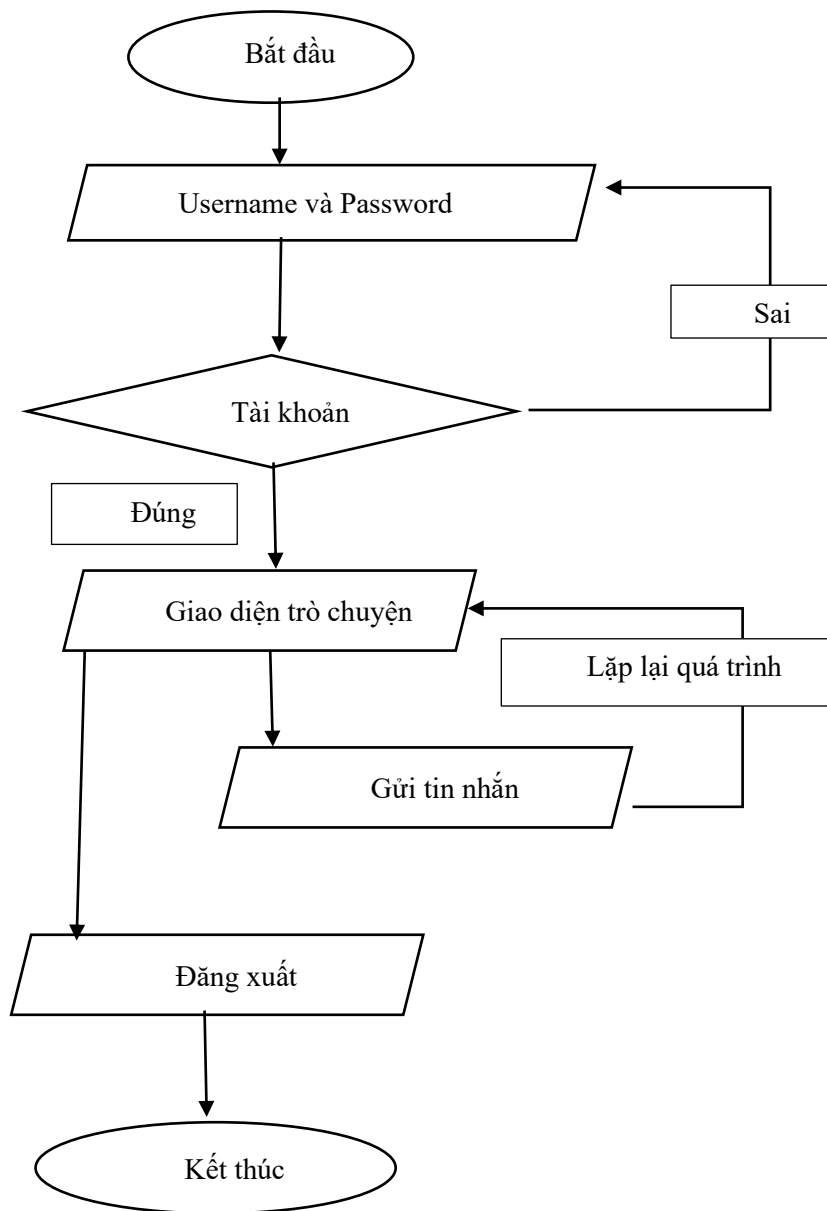 Bắt đầu
Username và Password
Sai
Tài khoản
Đúng
Giao diện trò chuyện
Lặp lại quá trình
Gửi tin nhắn
Đăng xuất
Kết thúc